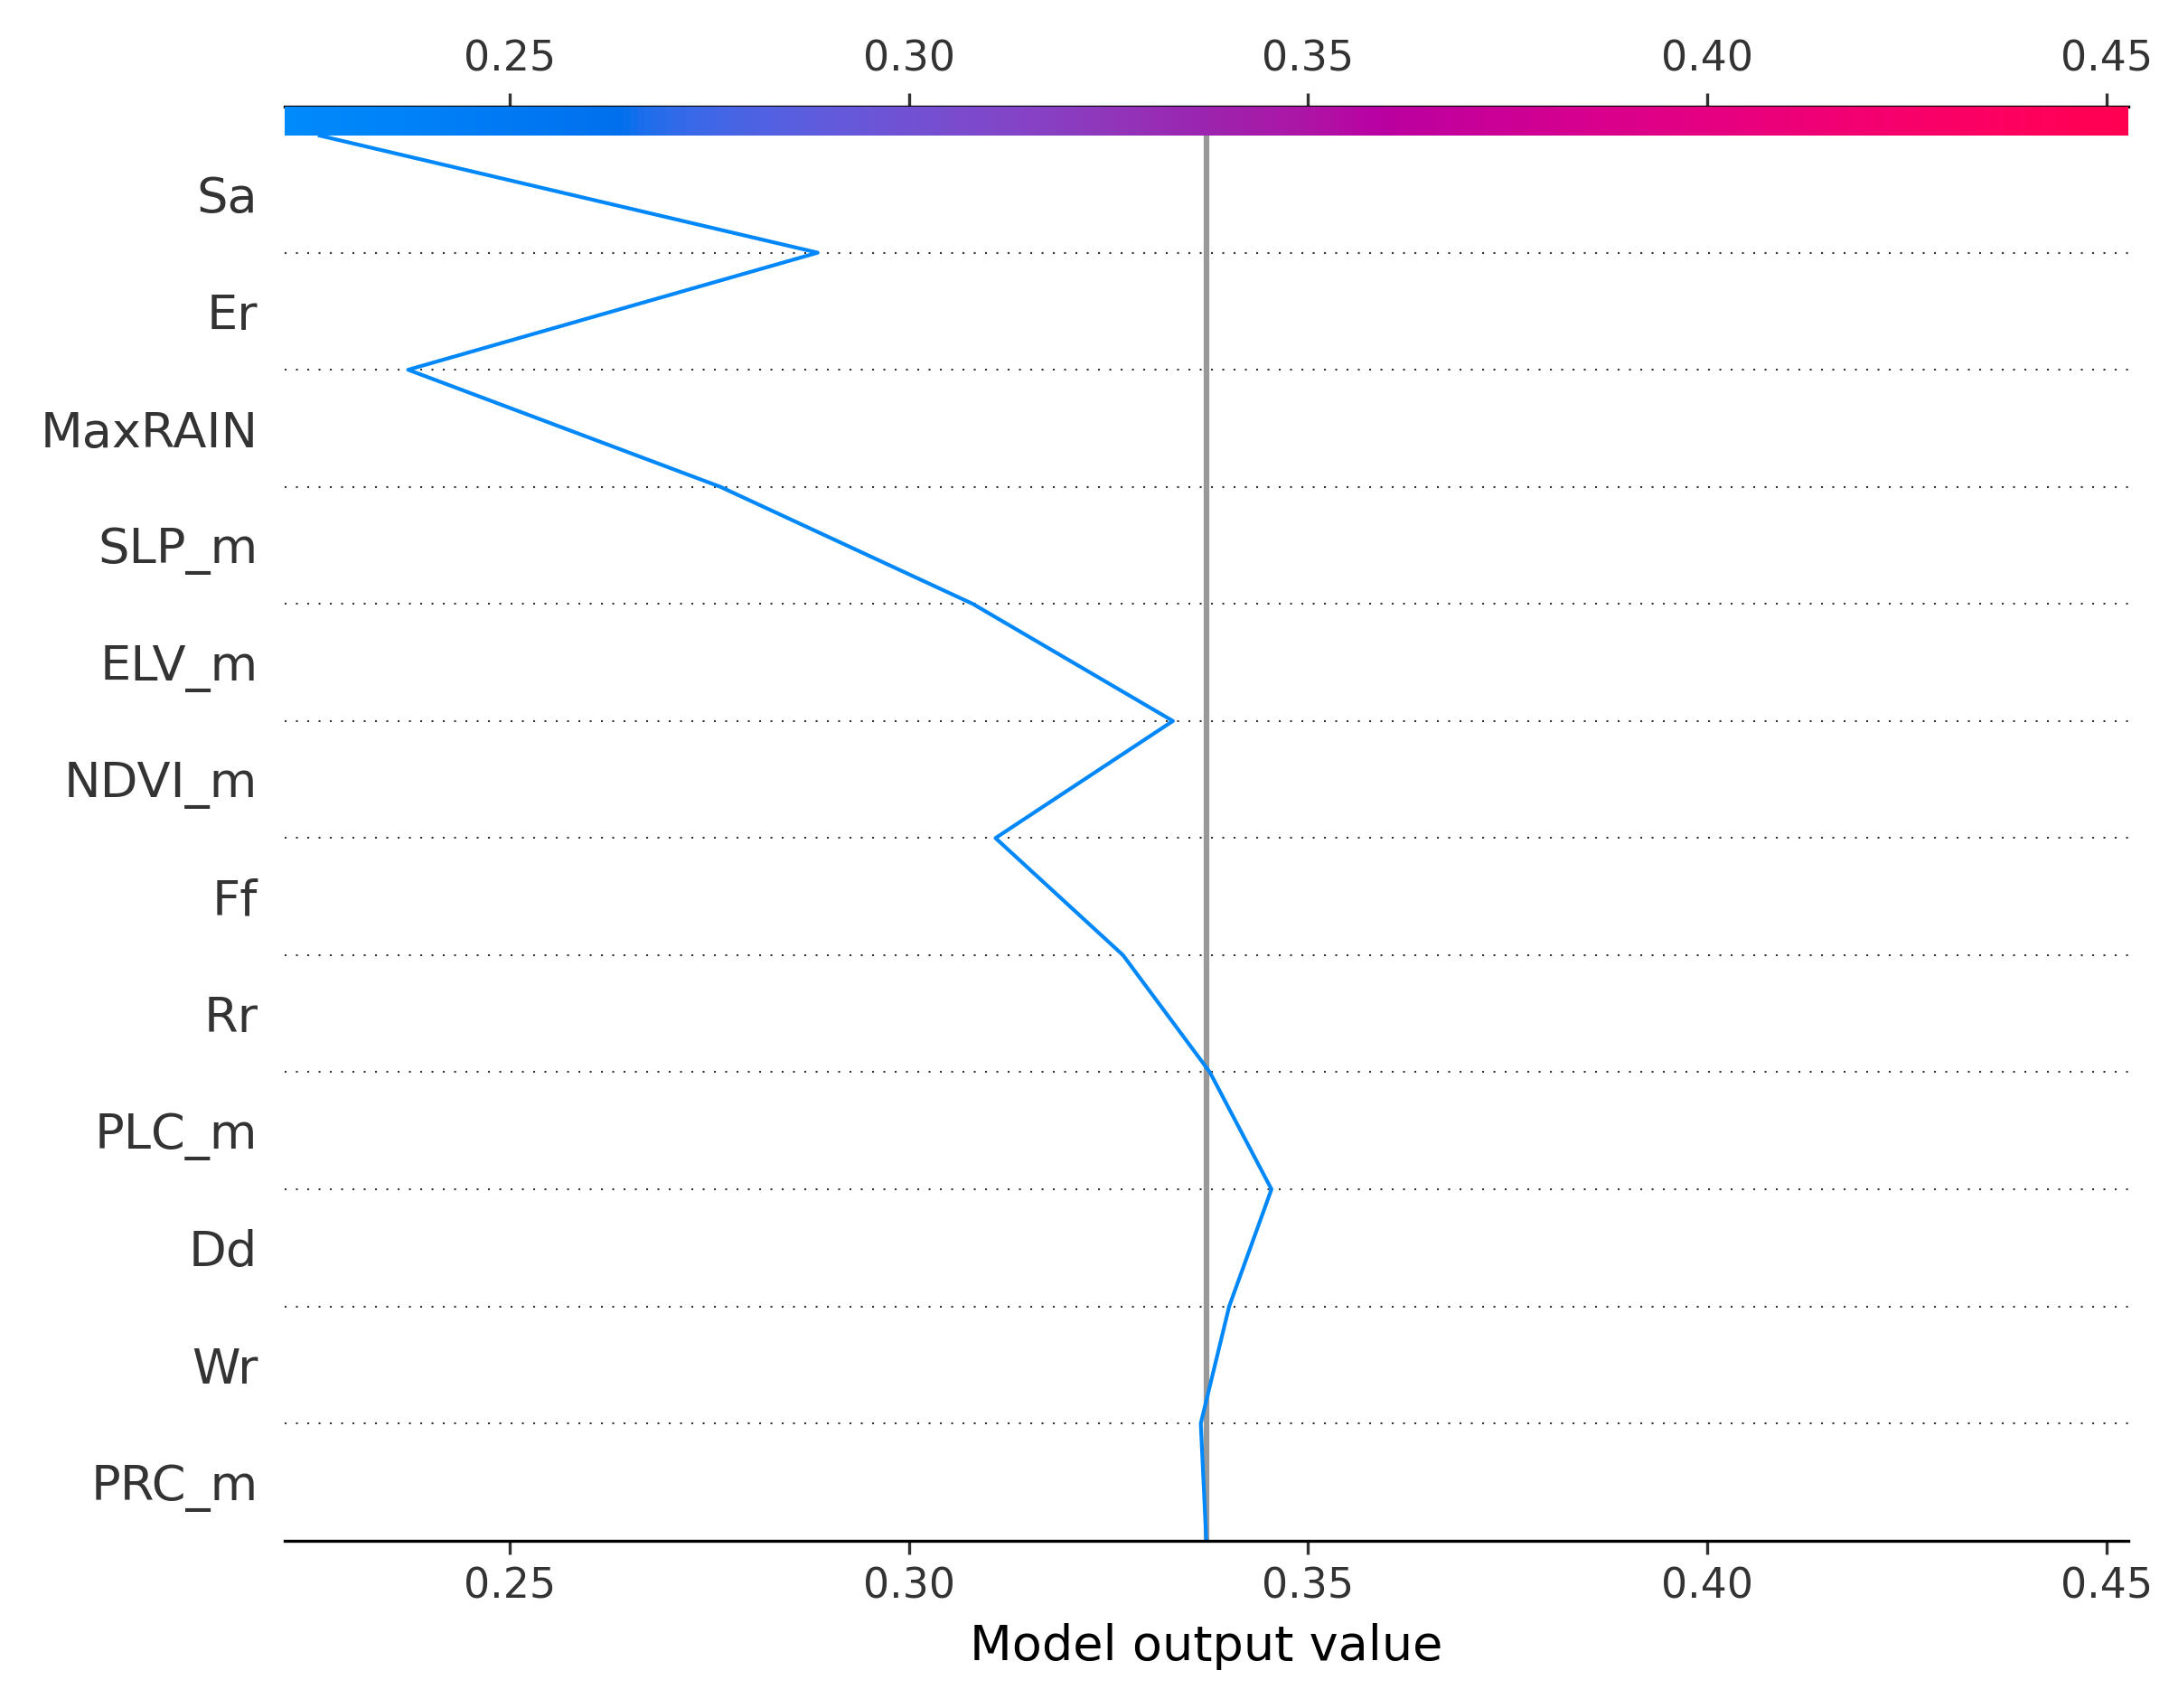 0.25 0.30 0.35 0.40 0.45
Sa
Er
MaxRAIN
SLP_m
ELV_m
NDVI_m
Ff
Rr
PLC_m
Dd
Wr
PRC_m
0.25 0.30 0.35 0.40 0.45
Model output value